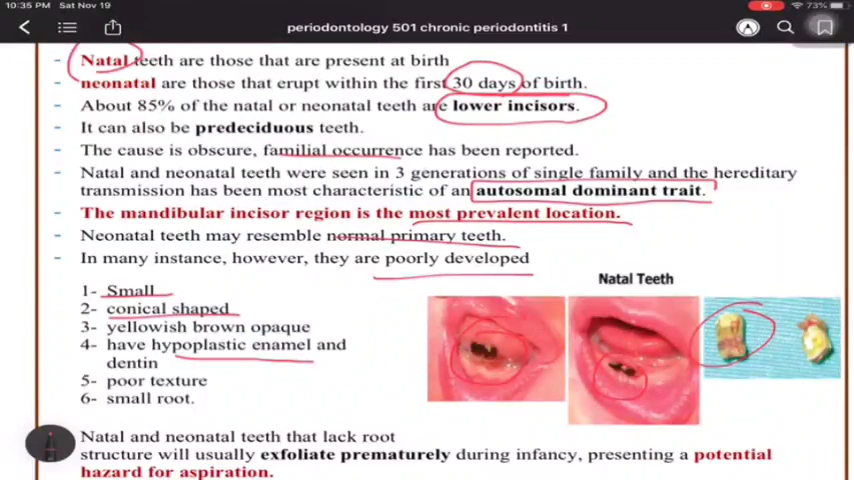 10:35 PM Sat Nov 19
73%
periodontology 501 chronic periodontitis 1
- Natal teeth are those that are present at birth
- neonatal are those that erupt within the first 30 days of birth.
- About 85% of the natal or neonatal teeth are lower incisors.
- It can also be predeciduous teeth.
- The cause is obscure, familial occurrence has been reported.
- Natal and neonatal teeth were seen in 3 generations of single family and the hereditary
transmission has been most characteristic of an autosomal dominant trait.
- The mandibular incisor region is the most prevalent location.
- Neonatal teeth may resemble normal primary teeth.
- In many instance, however, they are poorly developed
Natal Teeth
1- Small
2- conical shaped
3- yellowish brown opaque
4- have hypoplastic enamel and
dentin
5- poor texture
6- small root.
Natal and neonatal teeth that lack root
structure will usually exfoliate prematurely during infancy, presenting a potential
hazard for aspiration.